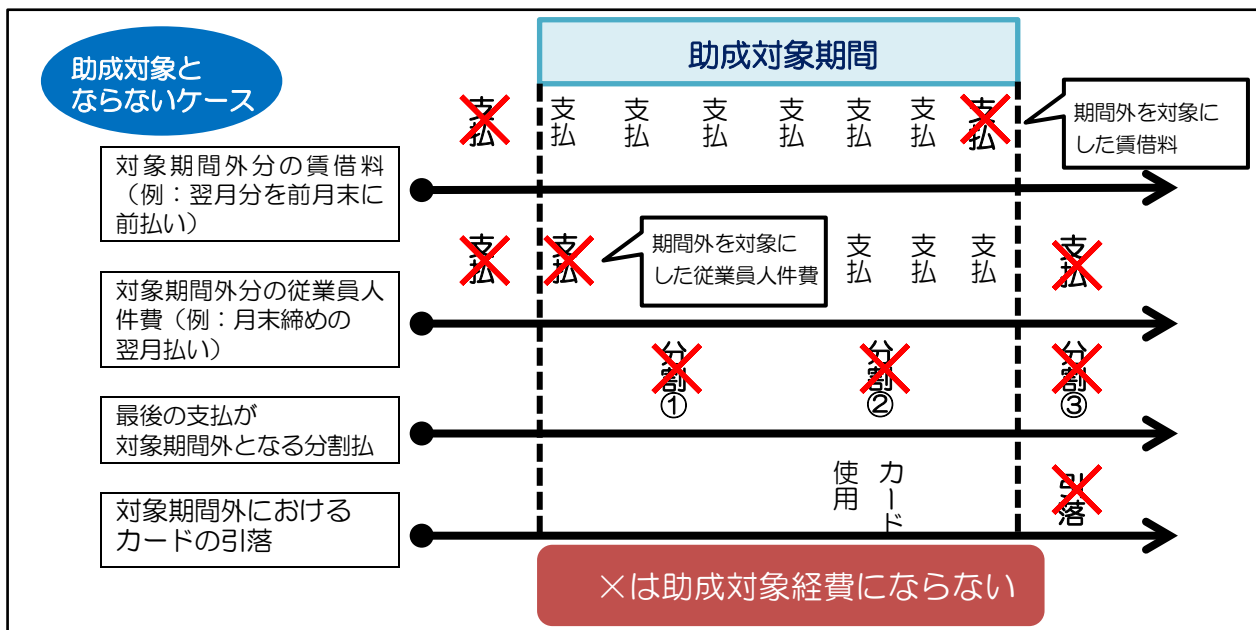 助成対象と
ならないケース
助成対象期間
支払
支払
支払
支払
支払
支払
支払
支払
期間外を対象に
した賃借料
対象期間外分の賃借料
(例:翌月分を前月末に
前払い)
支払
支払
期間外を対象に
した従業員人件費
支払
支払
支払
支払
対象期間外分の従業員人
件費(例:月末締めの
翌月払い)
分割①
分割②
分割③
最後の支払が
対象期間外となる分割払
カード
使用
引落
対象期間外における
カードの引落
×は助成対象経費にならない